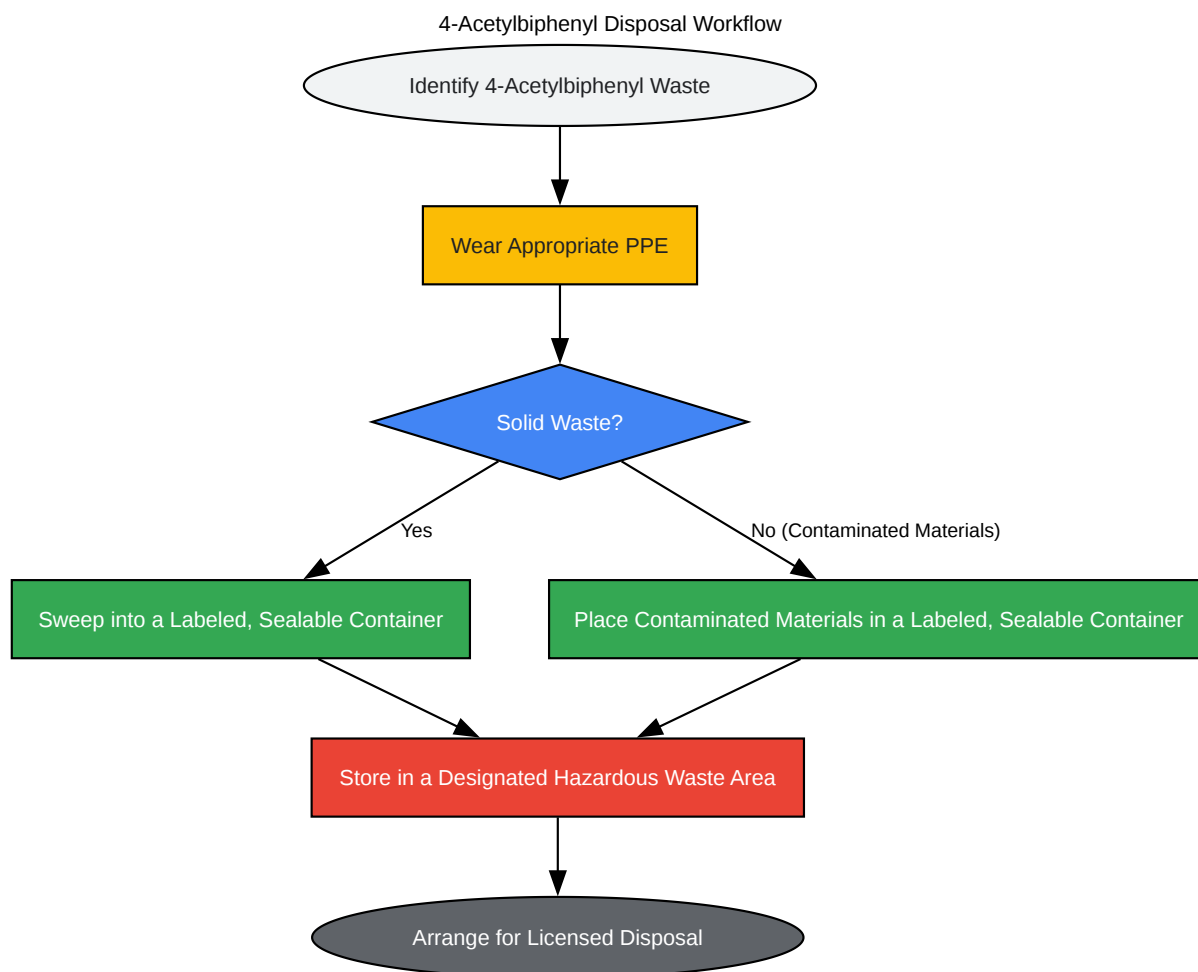 4-Acetylbiphenyl Disposal Workflow
Identify 4-Acetylbiphenyl Waste
Wear Appropriate PPE
Solid Waste?
Yes
No (Contaminated Materials)
Sweep into a Labeled, Sealable Container
Place Contaminated Materials in a Labeled, Sealable Container
Store in a Designated Hazardous Waste Area
Arrange for Licensed Disposal